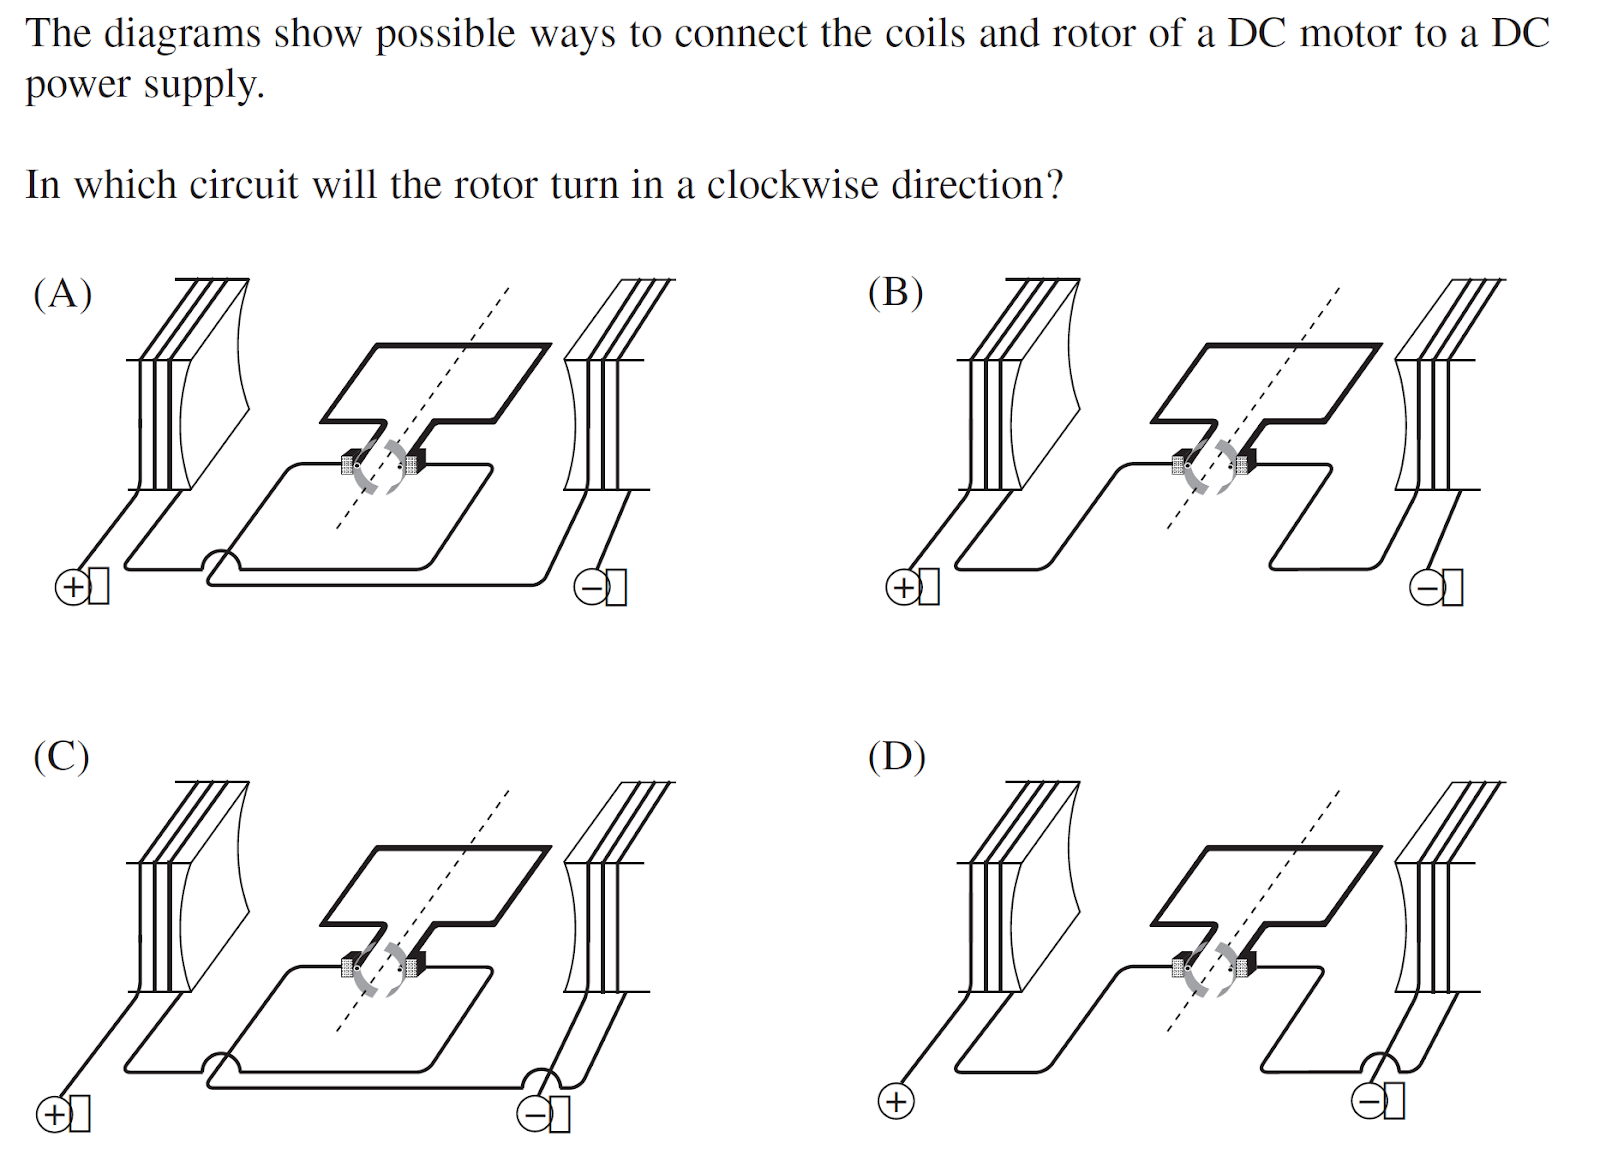 The diagrams show possible ways to connect the coils and rotor of a DC motor to a DC
power supply.
In which circuit will the rotor turn in a clockwise direction?
(A)
(B)
+
−
+
−
(C)
(D)
+
−
+
−